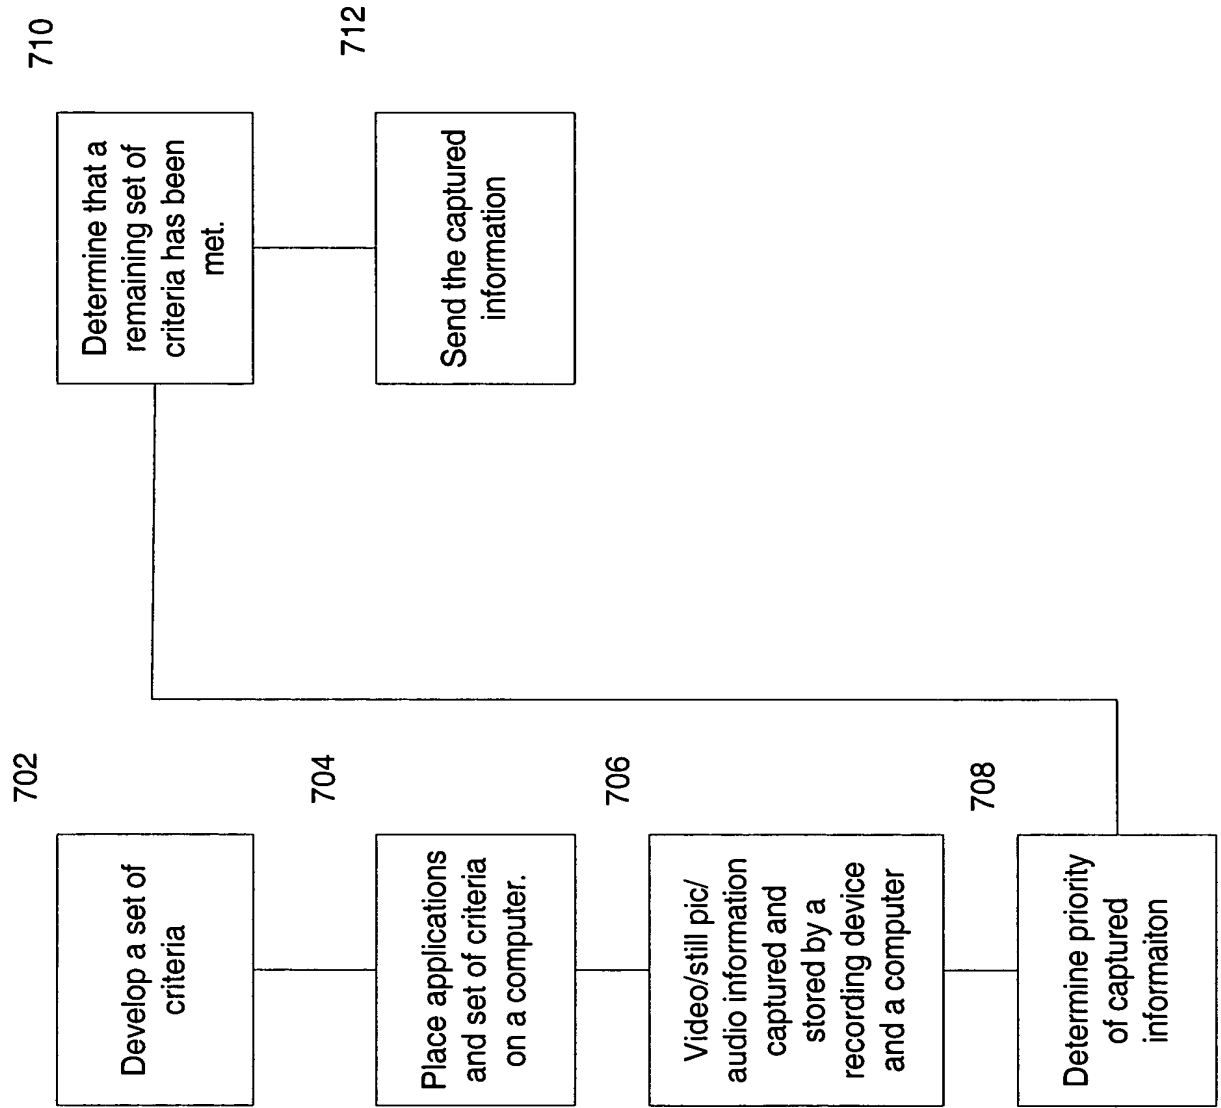 702
Develop a set of
criteria
704
Place applications
and set of criteria
on a computer.
706
Video/still pic/
audio information
captured and
stored by a
recording device
and a computer
708
Determine priority
of captured
informaiton
710
Determine that a
remaining set of
criteria has been
met.
712
Send the captured
information